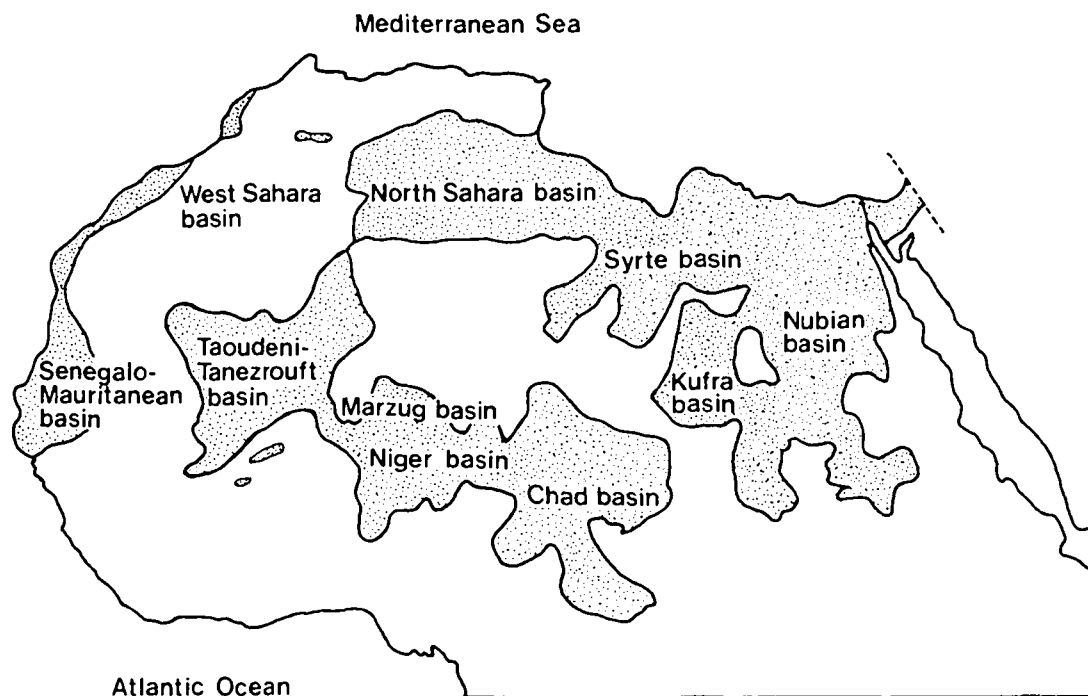 Mediterranean Sea
West Sahara
basin
North Sahara basin
Syrte basin
Nubian
basin
Taoudeni-
Tanezrouft
basin
Senegalo-
Mauritanean
basin
Kufra
basin
Marzug basin
Niger basin
Chad basin
Atlantic Ocean